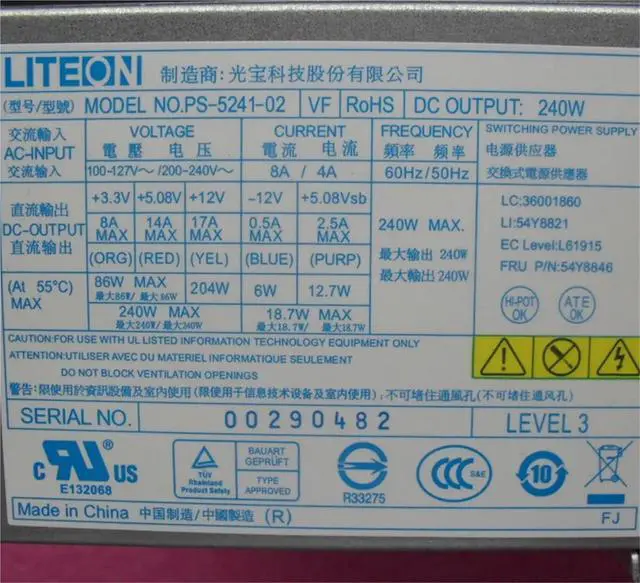 LITEON 制造商:光宝科技股份有限公司
(型号/型號) MODEL NO.PS-5241-02 VF RoHS DC OUTPUT: 240W
交流輸入 AC-INPUT 交流输入 VOLTAGE 電壓 电压 CURRENT 電流 电流 FREQUENCY 頻率 频率 SWITCHING POWER SUPPLY
电源供应器
100-127V~/200-240V~ 8A / 4A 60Hz/50Hz 交換式電源供應器
直流輸出 DC-OUTPUT 直流输出 +3.3V +5.08V +12V -12V +5.08Vsb LC:36001860
8A MAX 14A MAX 17A MAX 0.5A MAX 2.5A MAX 240W MAX. LI:54Y8821
最大输出 240W EC Level:L61915
(ORG) (RED) (YEL) (BLUE) (PURP) 最大輸出 240W FRU P/N:54Y8846
(At 55°C) MAX 86W MAX 最大86W/最大86W 204W 6W 12.7W HI-POT OK ATE OK
240W MAX 最大240W/最大240W 18.7W MAX 最大18.7W/最大18.7W
CAUTION:FOR USE WITH UL LISTED INFORMATION TECHNOLOGY EQUIPMENT ONLY
ATTENTION:UTILISER AVEC DU MATERIEL INFORMATIQUE SEULEMENT
DO NOT BLOCK VENTILATION OPENINGS
警告:限使用於資訊設備及室內使用(限使用于信息技术设备及室内使用),不可堵住通風孔(不可堵住通风孔)
SERIAL NO. 00290482 LEVEL 3
C UR US E132068 TÜV Rheinland Product Safety BAUART GEPRÜFT TYPE APPROVED R33275 CCC S&E 10
Made in China 中国制造/中國製造 (R) FJ